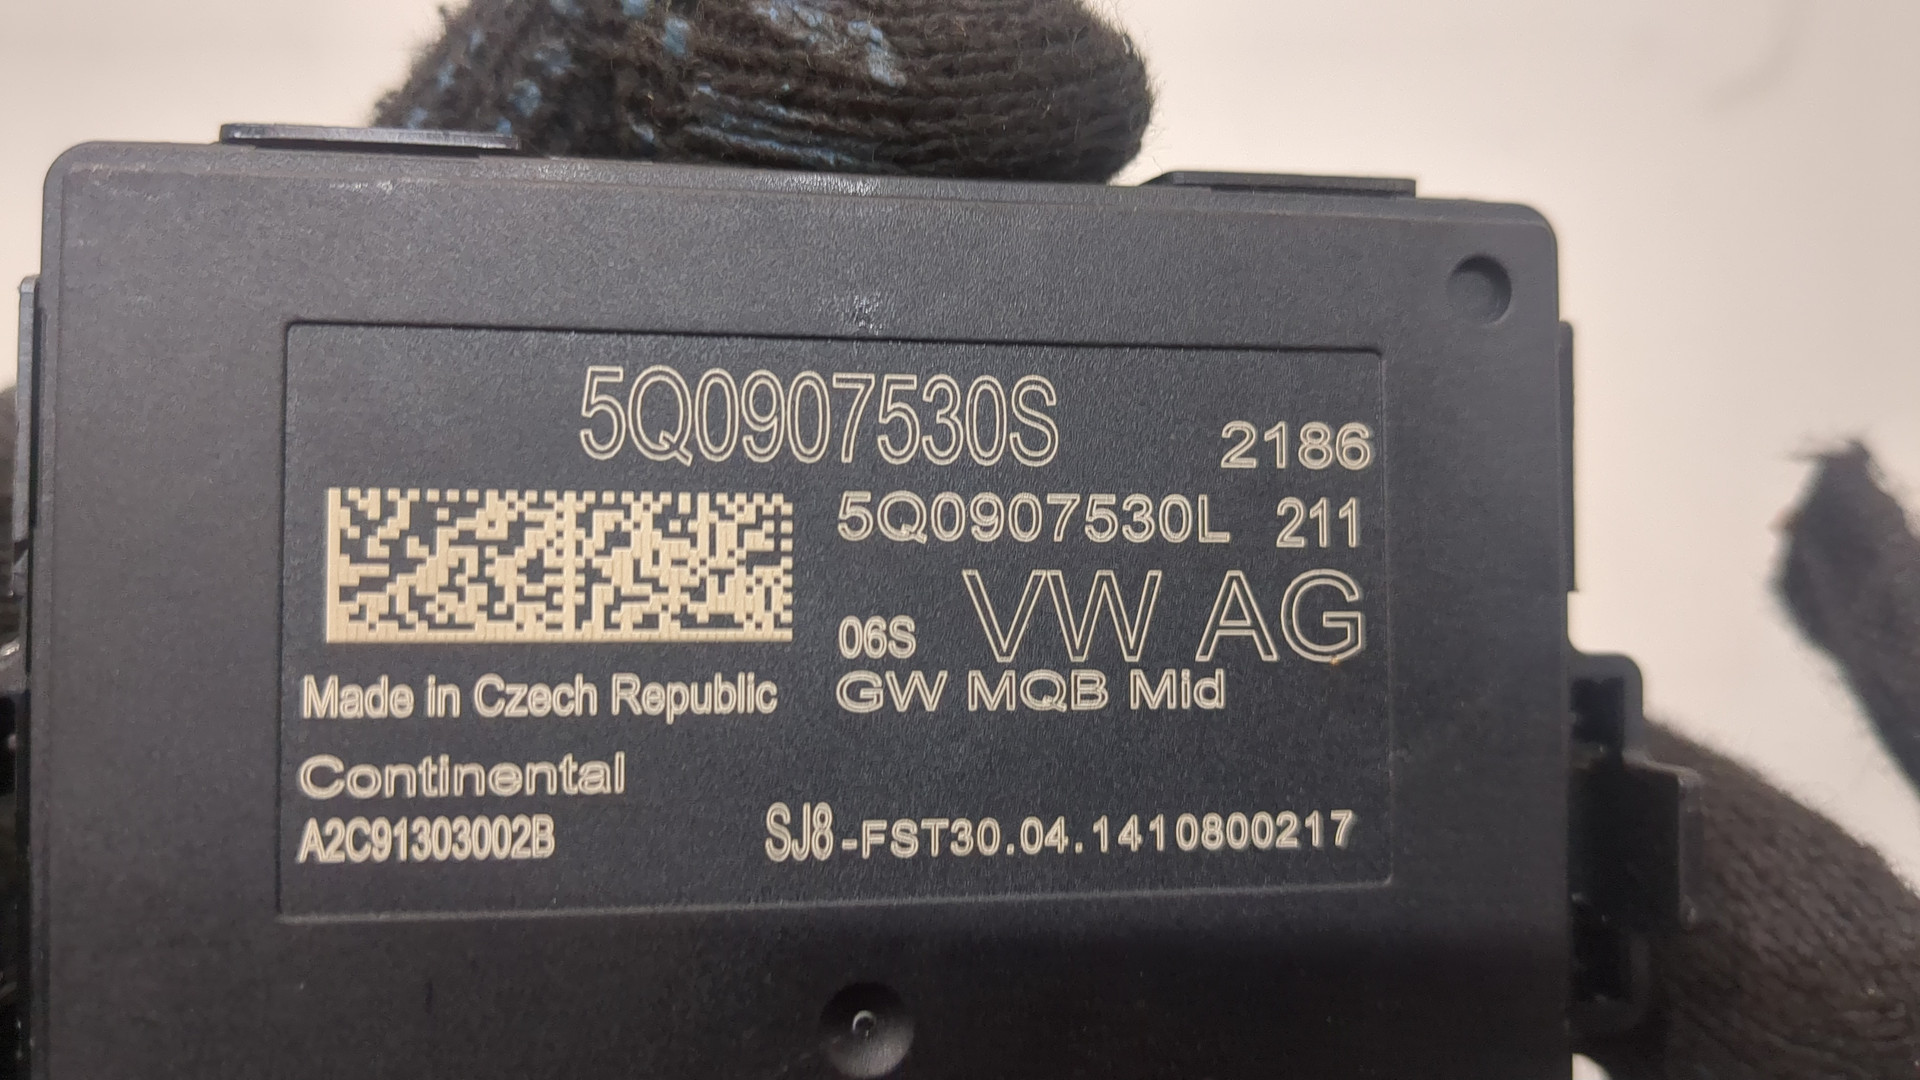 5Q0907530S
2186
5Q0907530L 211
06S VW AG
GW MQB Mid
Made in Czech Republic
Continental
A2C91303002B
SJ8-FST30.04.1410800217